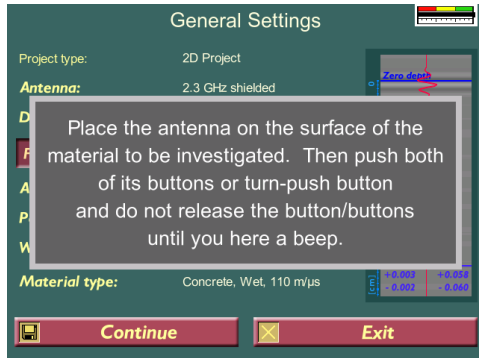 General Settings
Project type: 2D Project
Antenna: 2.3 GHz shielded
Zero depth
0
D
Place the antenna on the surface of the
F
material to be investigated. Then push both
A
of its buttons or turn-push button
P
and do not release the button/buttons
W
until you here a beep.
Material type: Concrete, Wet, 110 m/µs
[cm]
+0.003 +0.058
- 0.002 - 0.060
Continue
Exit